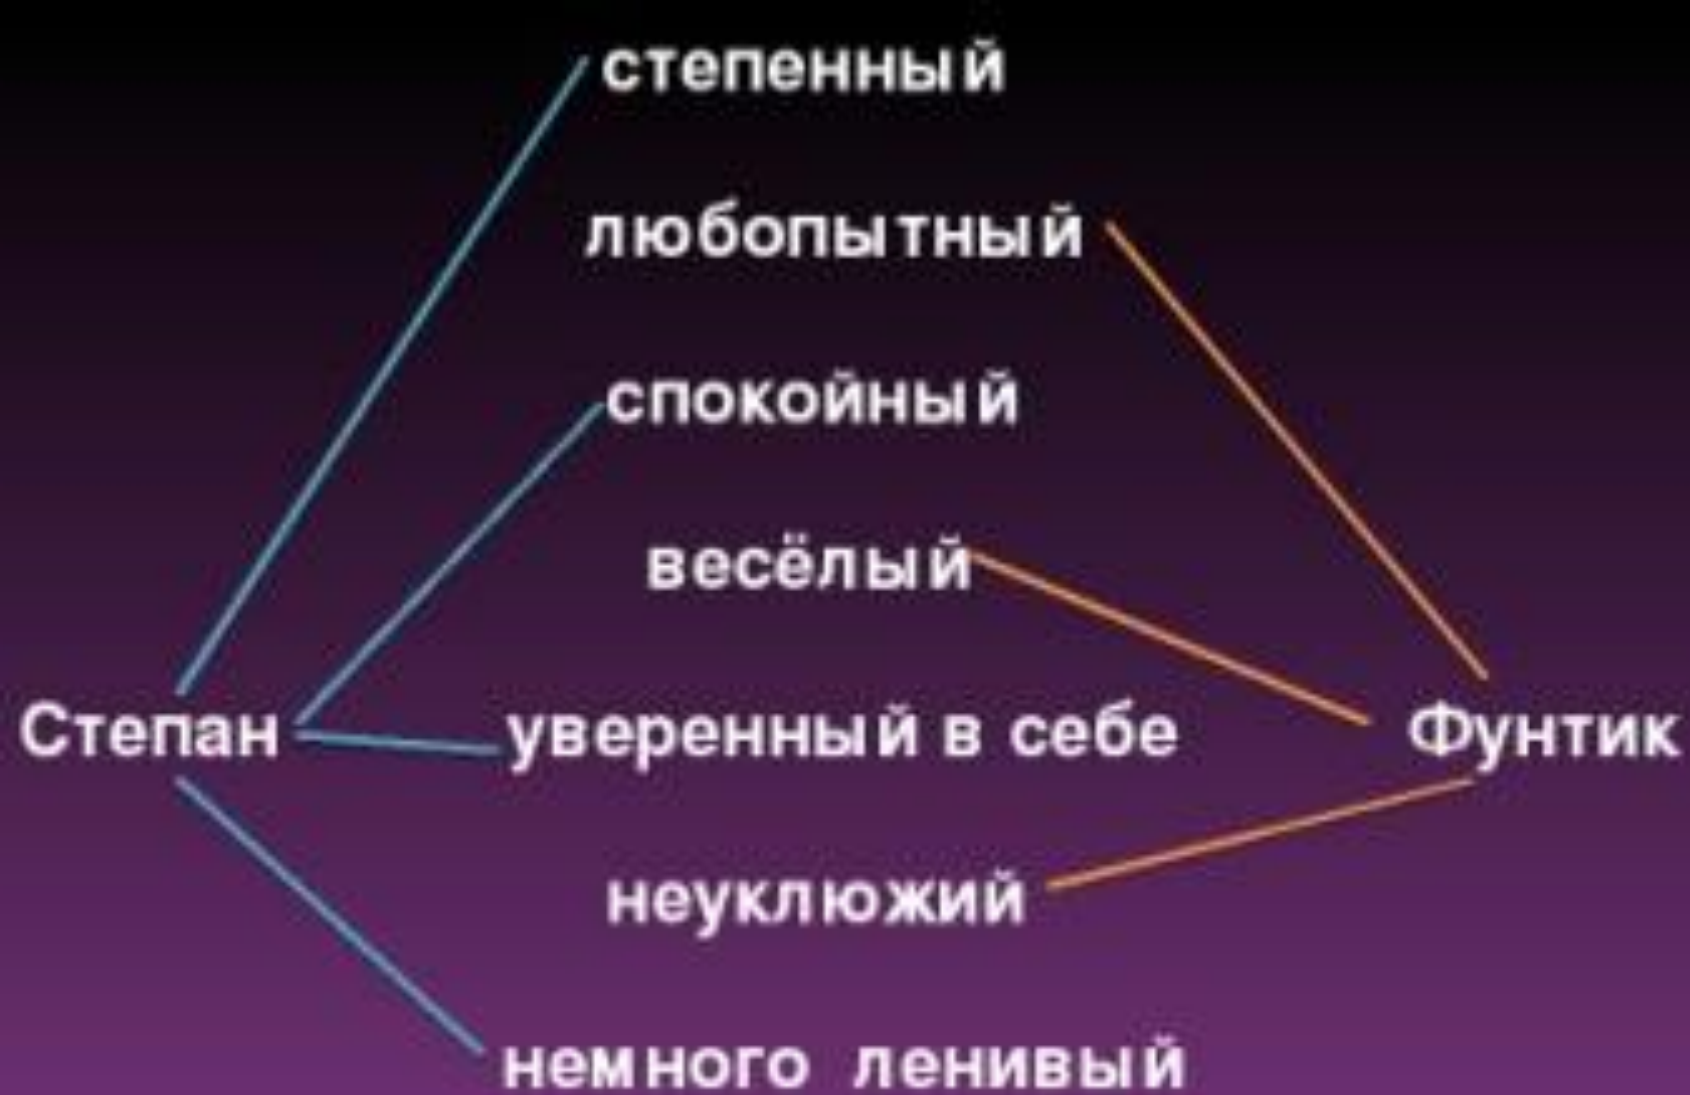 степенный
любопытный
спокойный
весёлый
Степан
уверенный в себе
Фунтик
неуклюжий
немного ленивый